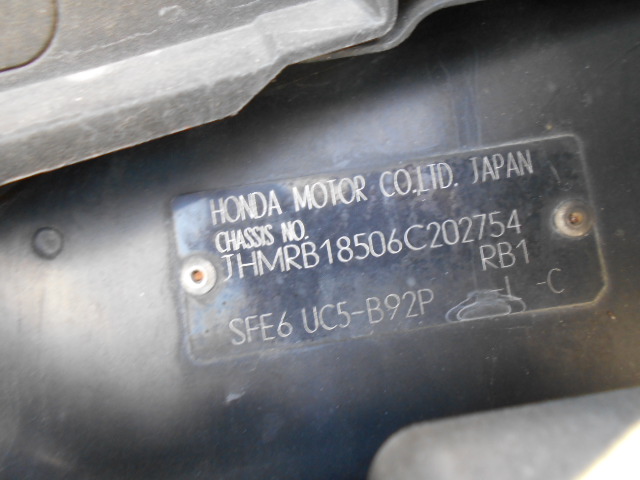 HONDA MOTOR CO.,LTD. JAPAN
CHASSIS NO.
JHMRB18506C202754
RB1
SFE6 UC5-B92P -L -C